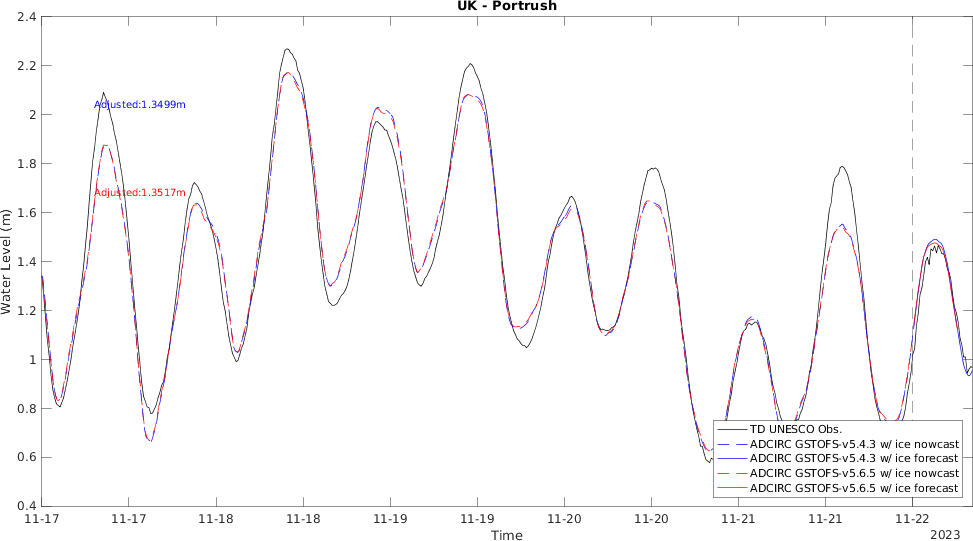 UK - Portrush
2.4
2.2
2
1.8
1.6
1.4
1.2
1
0.8
0.6
0.4
Water Level (m)
Adjusted:1.3499m
Adjusted:1.3517m
TD UNESCO Obs.
ADCIRC GSTOFS-v5.4.3 w/ ice nowcast
ADCIRC GSTOFS-v5.4.3 w/ ice forecast
ADCIRC GSTOFS-v5.6.5 w/ ice nowcast
ADCIRC GSTOFS-v5.6.5 w/ ice forecast
11-17 11-17 11-18 11-18 11-19 11-19 11-20 11-20 11-21 11-21 11-22
Time
2023